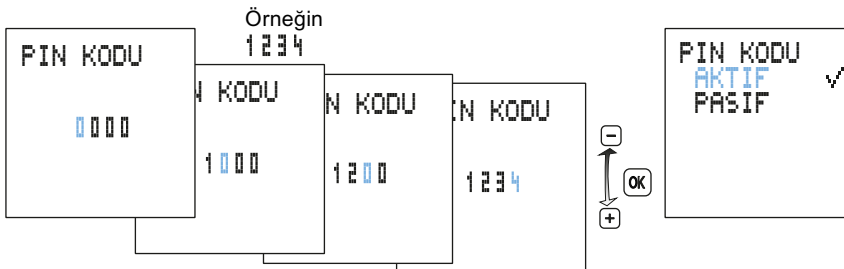 Örneğin
1234
PIN KODU
0000
N KODU
1000
N KODU
1200
N KODU
1234
−
OK
+
PIN KODU
AKTIF ✓
PASIF